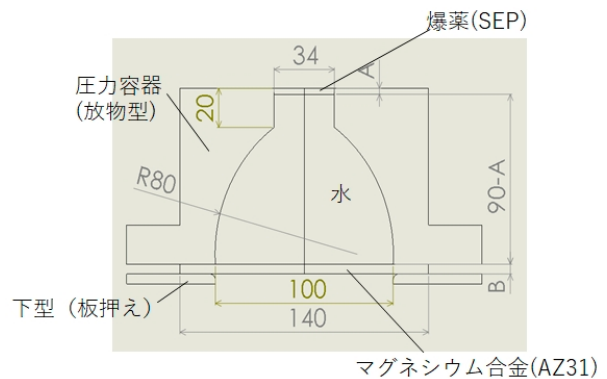 爆薬(SEP)
34
A
圧力容器
(放物型)
20
R80
水
90-A
B
100
下型（板押え）
140
マグネシウム合金(AZ31)